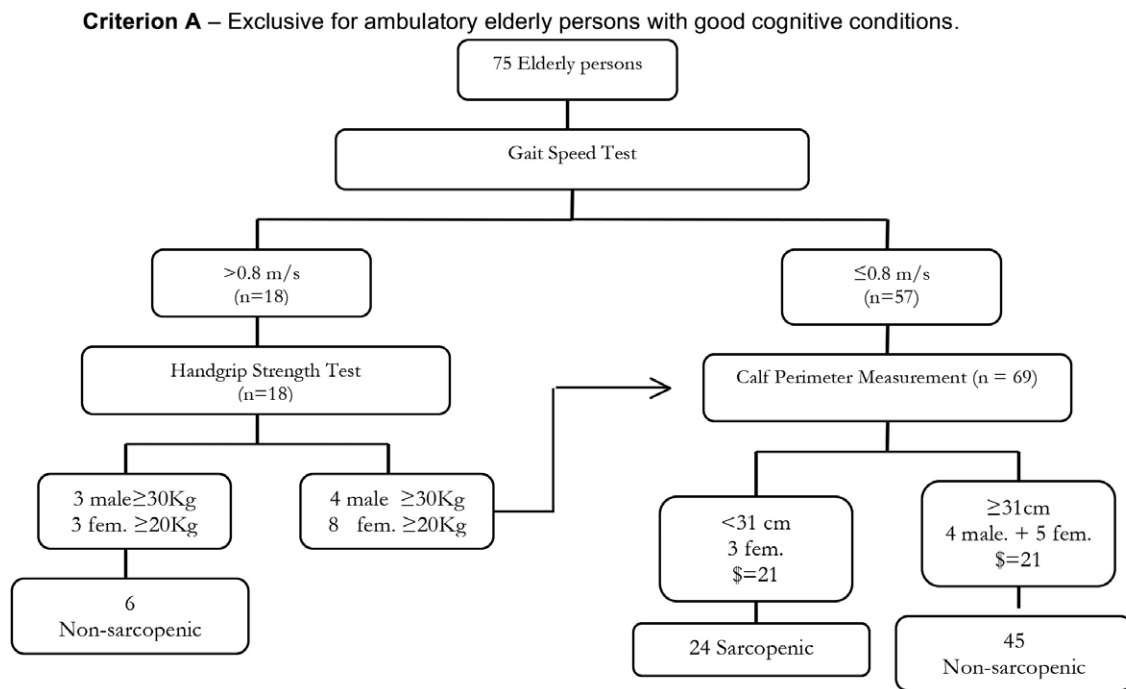 Criterion A – Exclusive for ambulatory elderly persons with good cognitive conditions.
75 Elderly persons
Gait Speed Test
>0.8 m/s
(n=18)
≤0.8 m/s
(n=57)
Handgrip Strength Test
(n=18)
Calf Perimeter Measurement (n = 69)
3 male≥30Kg
3 fem. ≥20Kg
4 male ≥30Kg
8 fem. ≥20Kg
<31 cm
3 fem.
$=21
≥31cm
4 male. + 5 fem.
$=21
6
Non-sarcopenic
24 Sarcopenic
45
Non-sarcopenic